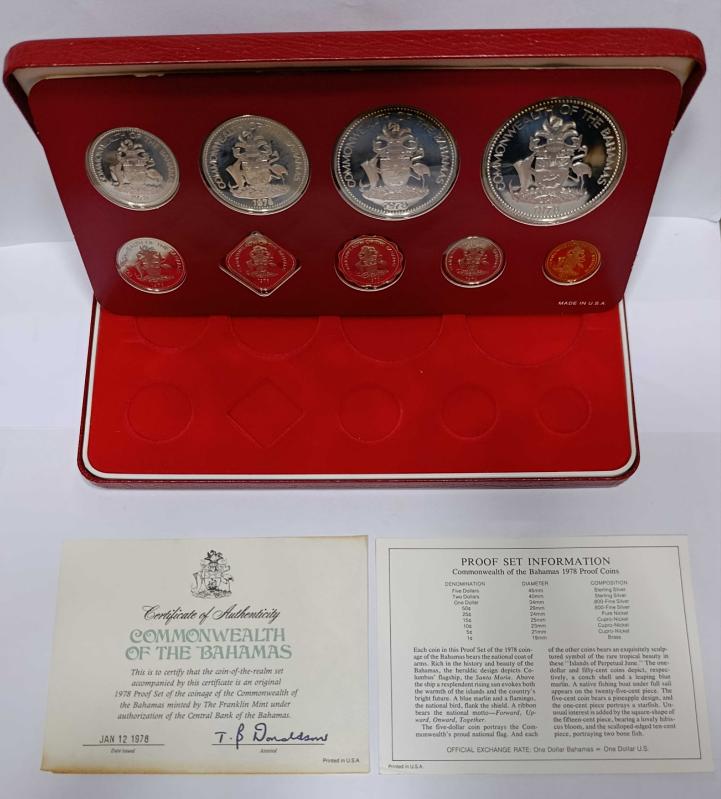 COMMONWEALTH OF THE BAHAMAS
COMMONWEALTH OF THE BAHAMAS
1978
COMMONWEALTH OF THE BAHAMAS
COMMONWEALTH OF THE BAHAMAS
MADE IN U.S.A.
Certificate of Authenticity
COMMONWEALTH
OF THE BAHAMAS
This is to certify that the coin-of-the-realm set
accompanied by this certificate is an original
1978 Proof Set of the coinage of the Commonwealth of
the Bahamas minted by The Franklin Mint under
authorization of the Central Bank of the Bahamas.
JAN 12 1978
T. B Donaldson
Date issued
Attested
Printed in U.S.A.
PROOF SET INFORMATION
Commonwealth of the Bahamas 1978 Proof Coins
DENOMINATION DIAMETER COMPOSITION
Five Dollars 45mm Sterling Silver
Two Dollars 40mm Sterling Silver
One Dollar 34mm .800-Fine Silver
50¢ 29mm .800-Fine Silver
25¢ 24mm Pure Nickel
15¢ 25mm Cupro-Nickel
10¢ 23mm Cupro-Nickel
5¢ 21mm Cupro-Nickel
1¢ 19mm Brass
Each coin in this Proof Set of the 1978 coin-
age of the Bahamas bears the national coat of
arms. Rich in the history and beauty of the
Bahamas, the heraldic design depicts Co-
lumbus' flagship, the Santa Maria. Above
the ship a resplendent rising sun evokes both
the warmth of the islands and the country's
bright future. A blue marlin and a flamingo,
the national bird, flank the shield. A ribbon
bears the national motto—Forward, Up-
ward, Onward, Together.
The five-dollar coin portrays the Com-
monwealth's proud national flag. And each
of the other coins bears an exquisitely sculp-
tured symbol of the rare tropical beauty in
these "Islands of Perpetual June." The one-
dollar and fifty-cent coins depict, respec-
tively, a conch shell and a leaping blue
marlin. A native fishing boat under full sail
appears on the twenty-five-cent piece. The
five-cent coin bears a pineapple design, and
the one-cent piece portrays a starfish. Un-
usual interest is added by the square-shape of
the fifteen-cent piece, bearing a lovely hibis-
cus bloom, and the scalloped-edged ten-cent
piece, portraying two bone fish.
OFFICIAL EXCHANGE RATE: One Dollar Bahamas = One Dollar U.S.
Printed in U.S.A.